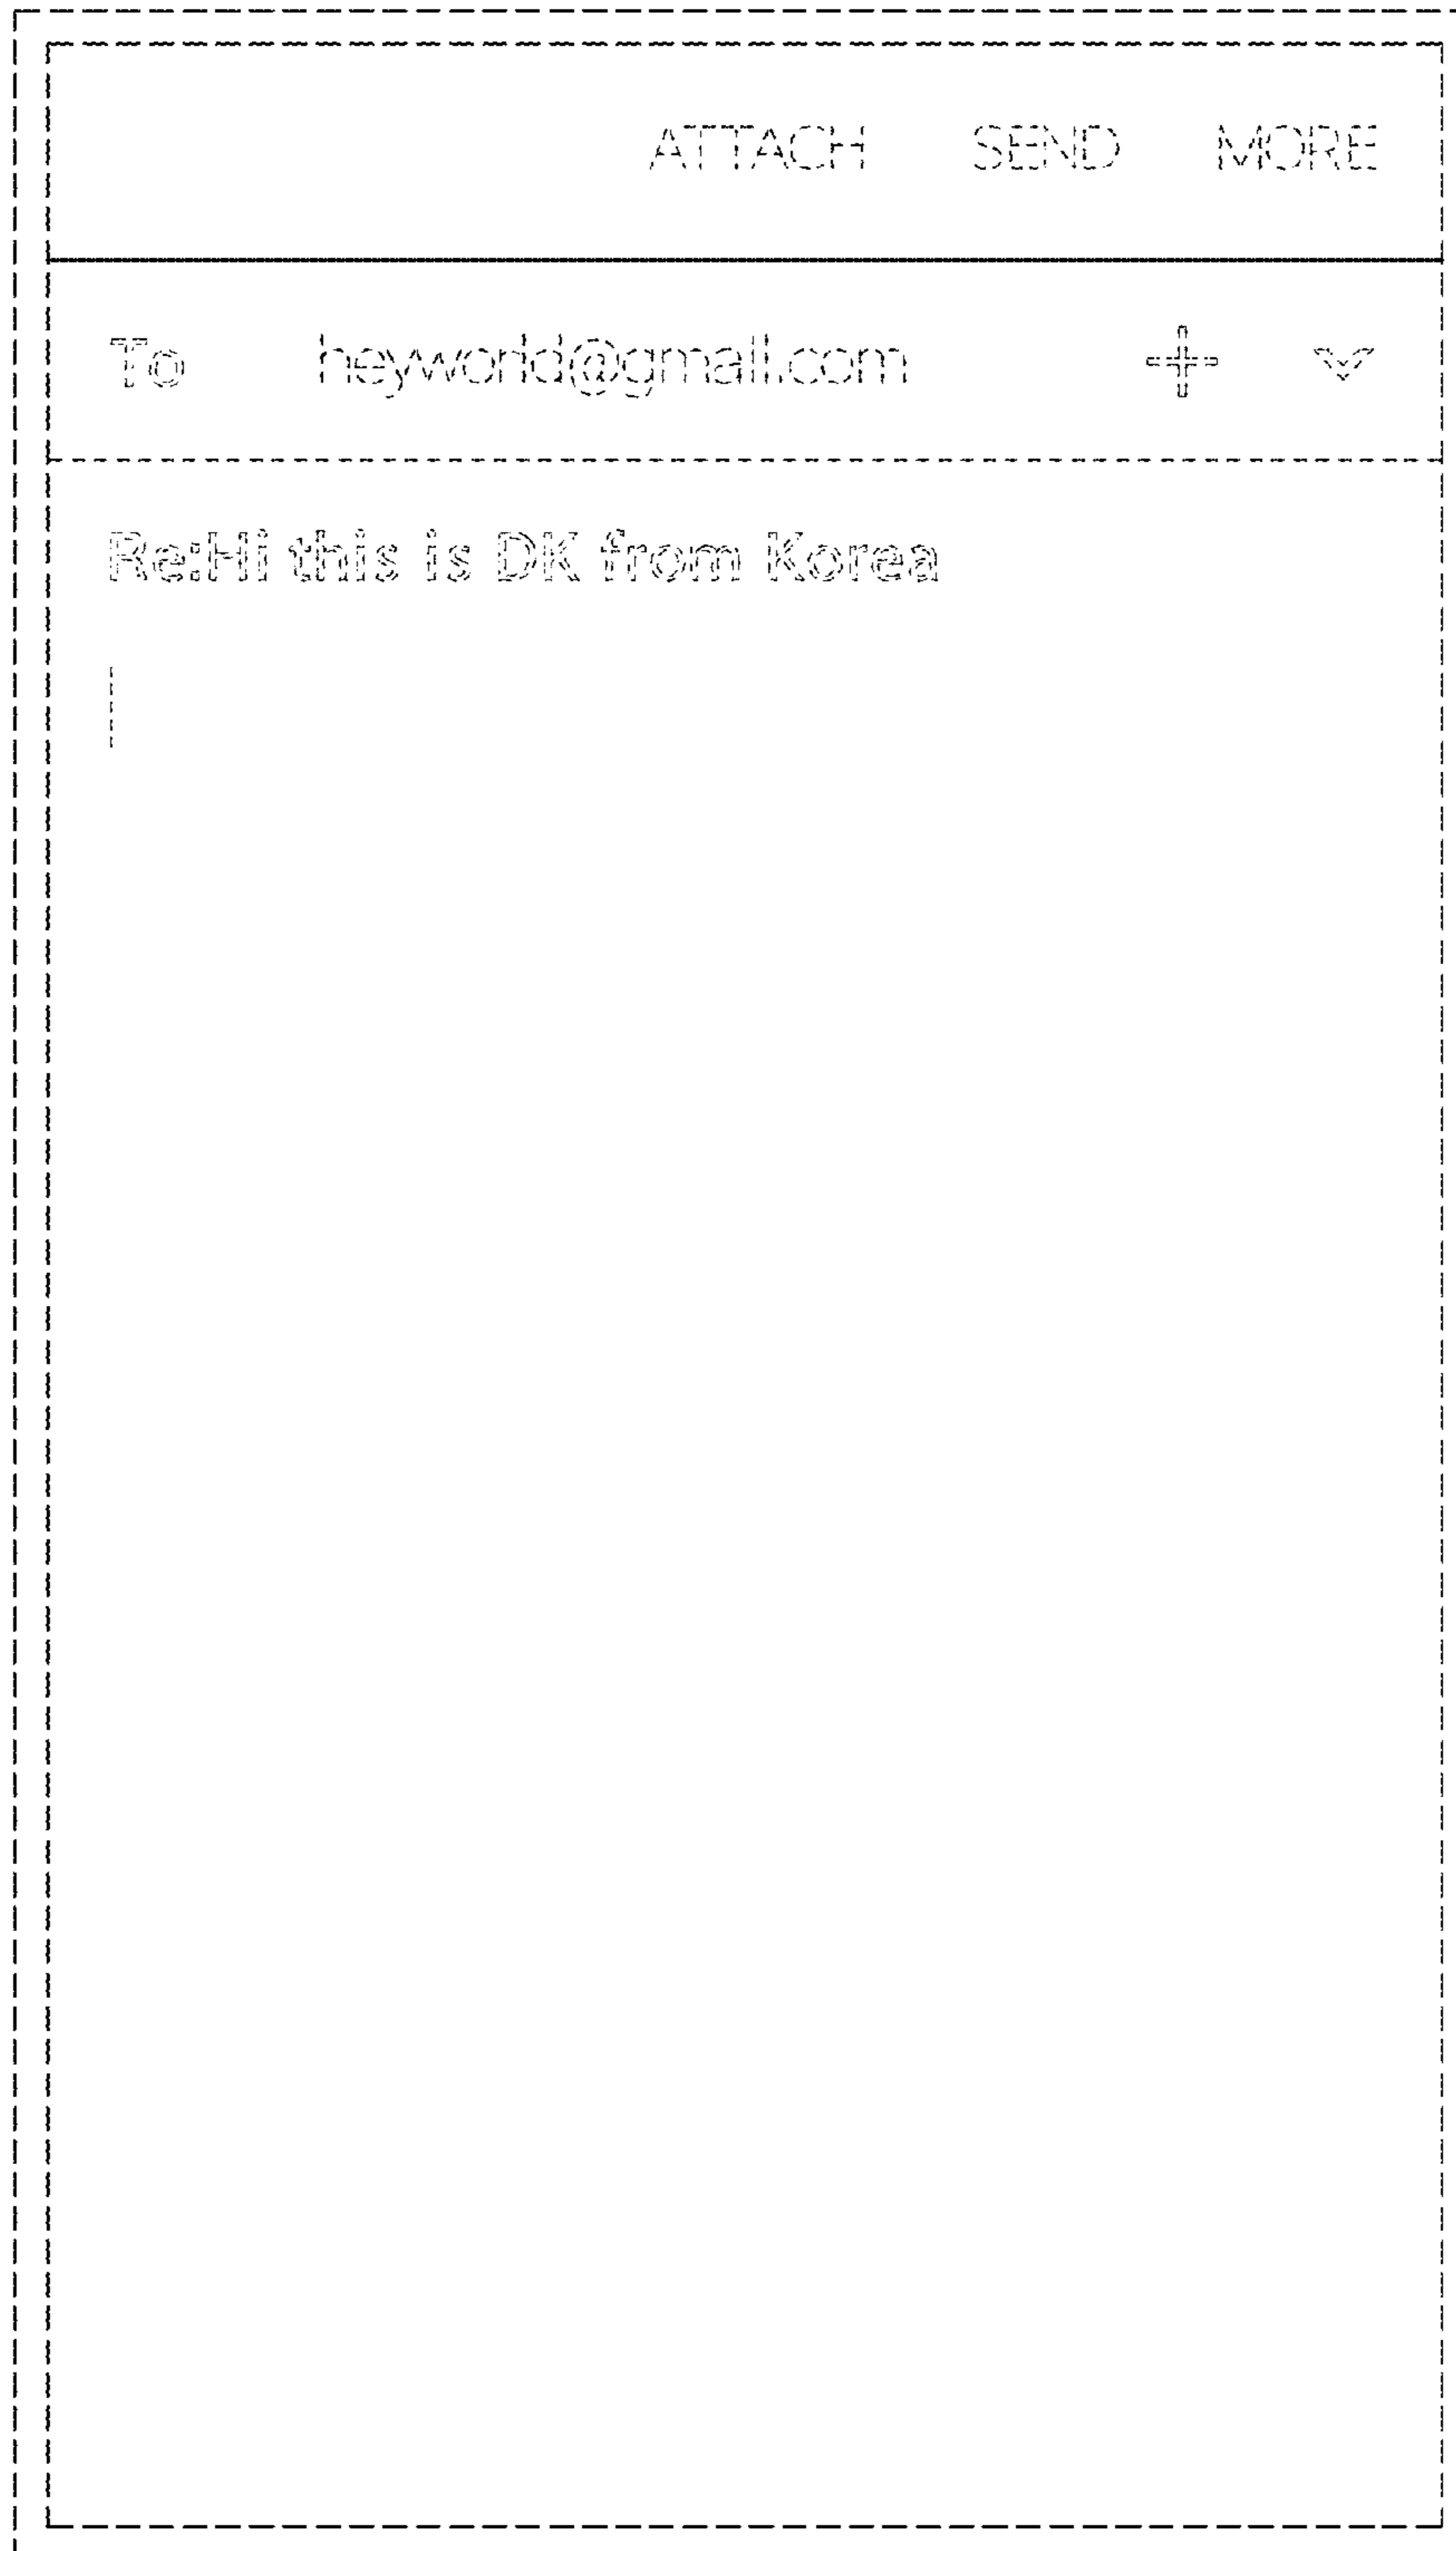 ATTACH SEND MORE
To heyworld@gmail.com
Re:Hi this is DK from Korea